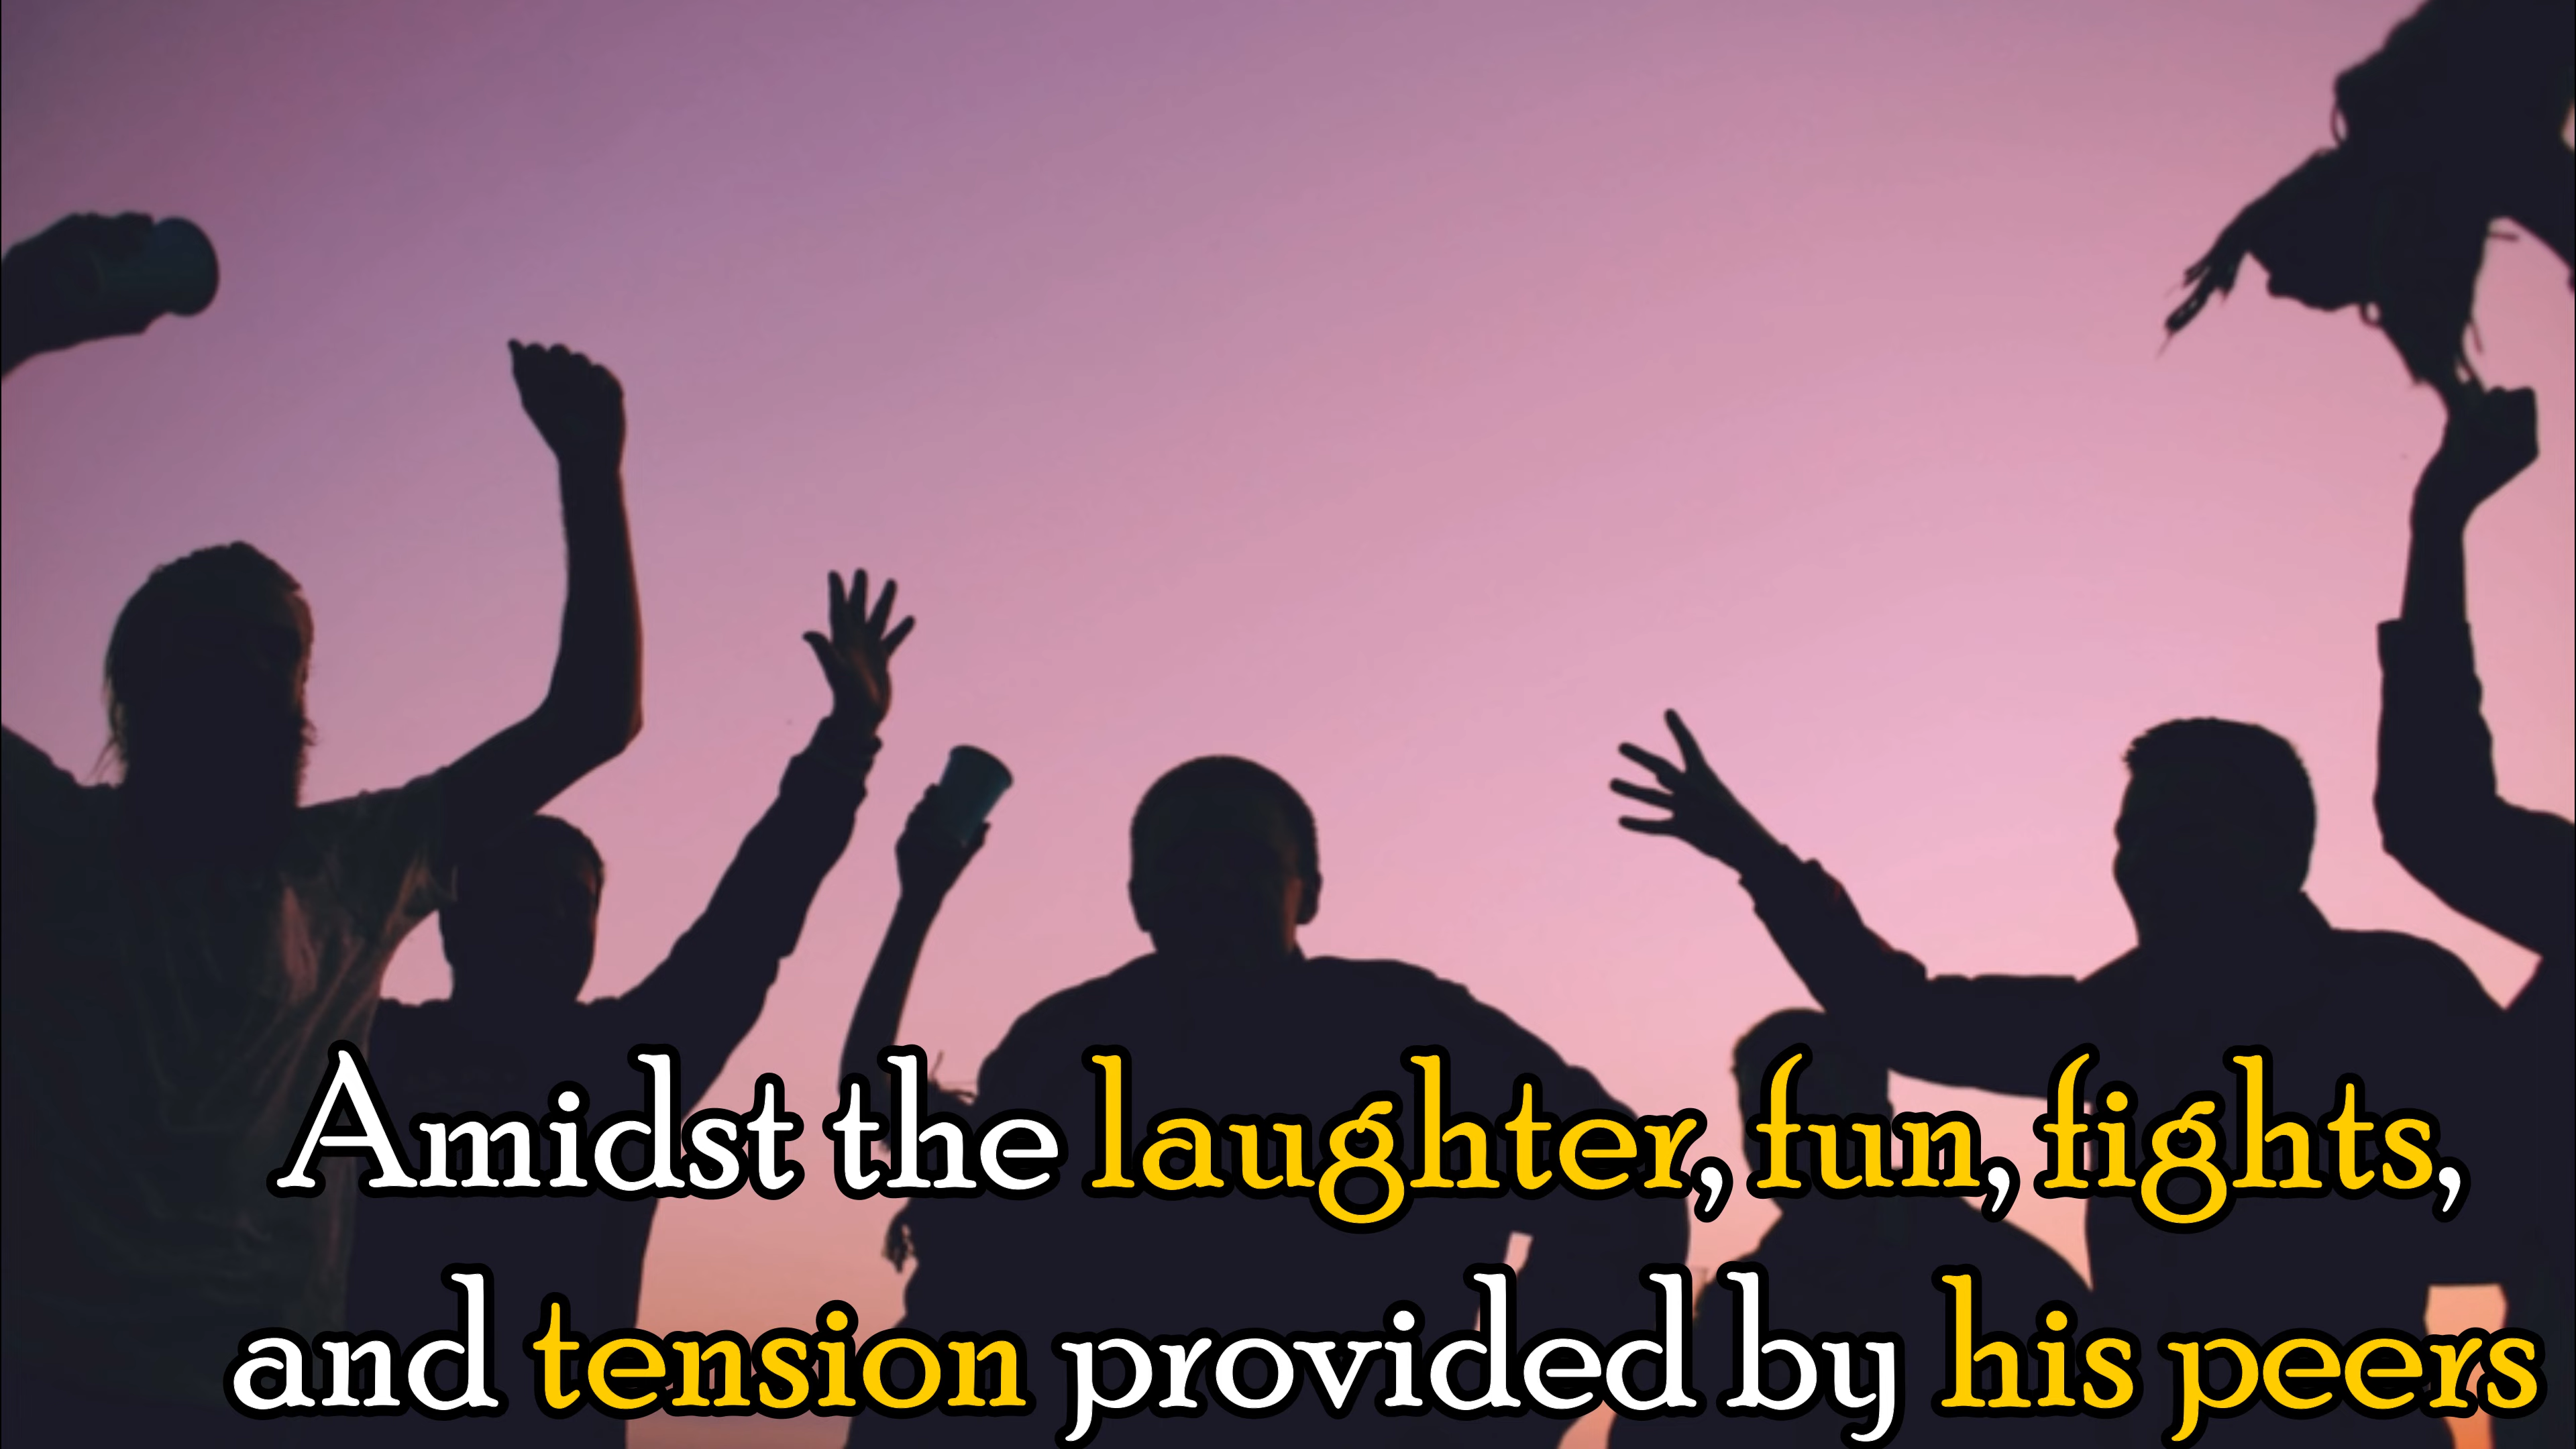 Amidst the laughter, fun, fights,
and tension provided by his peers